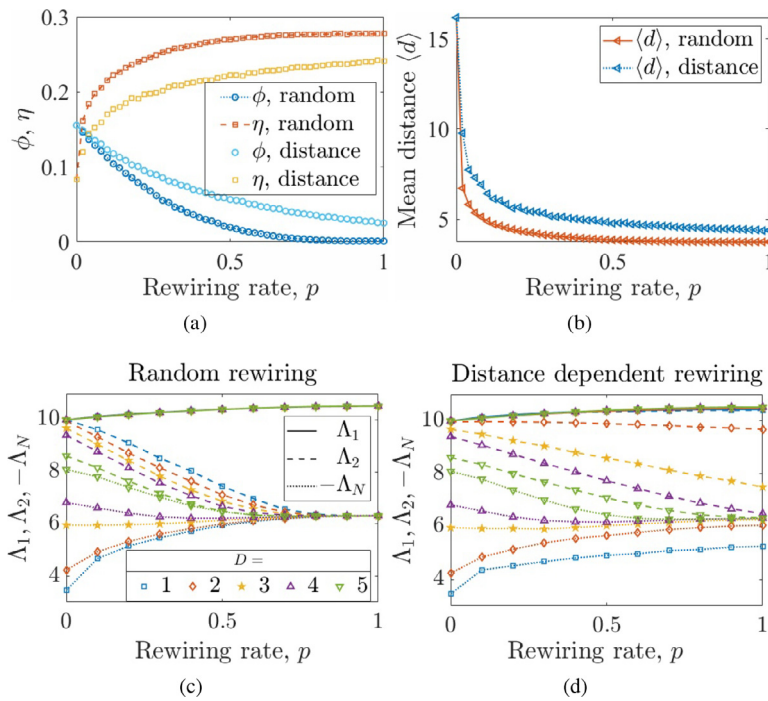 0.3
0.2
0.1
0
ϕ, η
ϕ, random
η, random
ϕ, distance
η, distance
0 0.5 1
Rewiring rate, p
(a)
15
10
5
Mean distance ⟨d⟩
⟨d⟩, random
⟨d⟩, distance
0 0.5 1
Rewiring rate, p
(b)
Random rewiring
10
8
6
4
Λ₁, Λ₂, −Λ_N
Λ₁
Λ₂
−Λ_N
D =
1 2 3 4 5
0 0.5 1
Rewiring rate, p
(c)
Distance dependent rewiring
10
8
6
4
Λ₁, Λ₂, −Λ_N
0 0.5 1
Rewiring rate, p
(d)